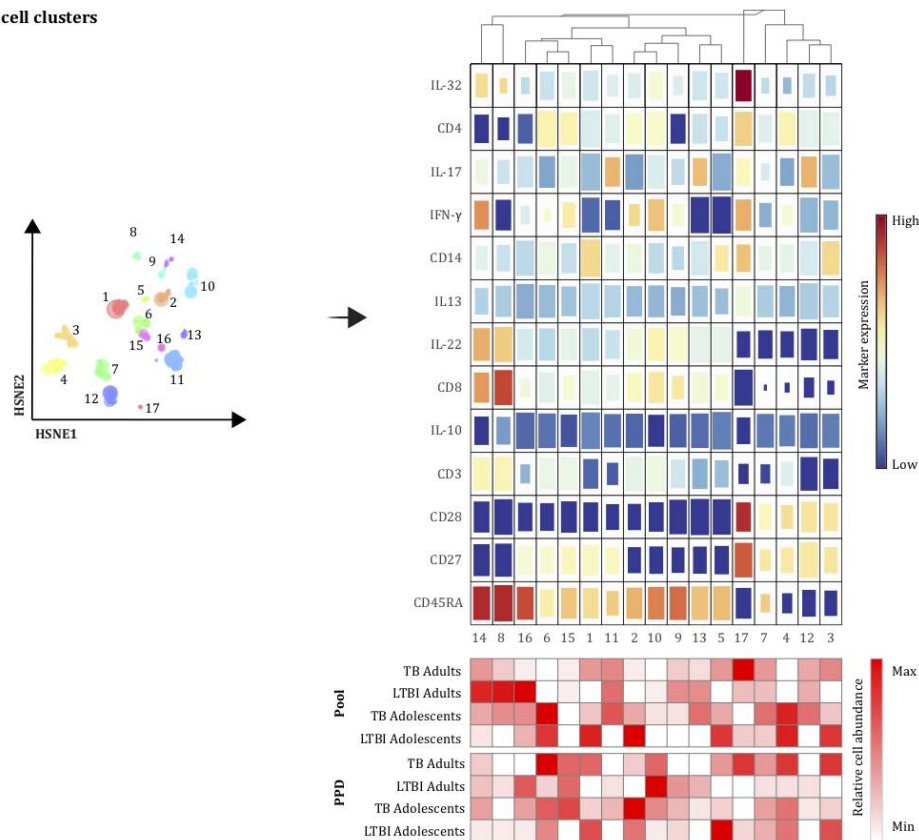 cell clusters
8
14
9
10
5
1
2
6
3
13
15
16
4
7
11
12
17
HSNE2
HSNE1
IL-32
CD4
IL-17
IFN-γ
CD14
IL13
IL-22
CD8
IL-10
CD3
CD28
CD27
CD45RA
14 8 16 6 15 1 11 2 10 9 13 5 17 7 4 12 3
High
Marker expression
Low
Pool
TB Adults
LTBI Adults
TB Adolescents
LTBI Adolescents
PPD
TB Adults
LTBI Adults
TB Adolescents
LTBI Adolescents
Max
Relative cell abundance
Min